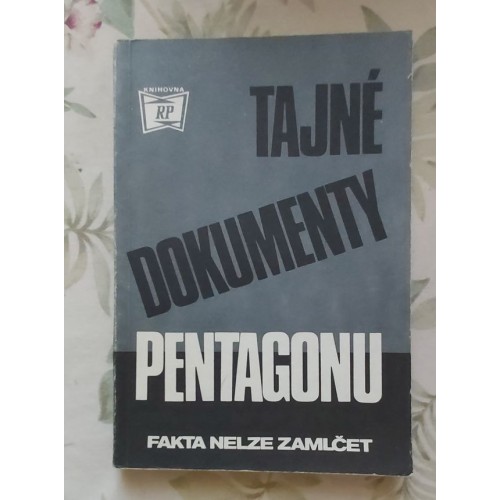 KNIHOVNA
RP
TAJNÉ
DOKUMENTY
PENTAGONU
FAKTA NELZE ZAMLČET